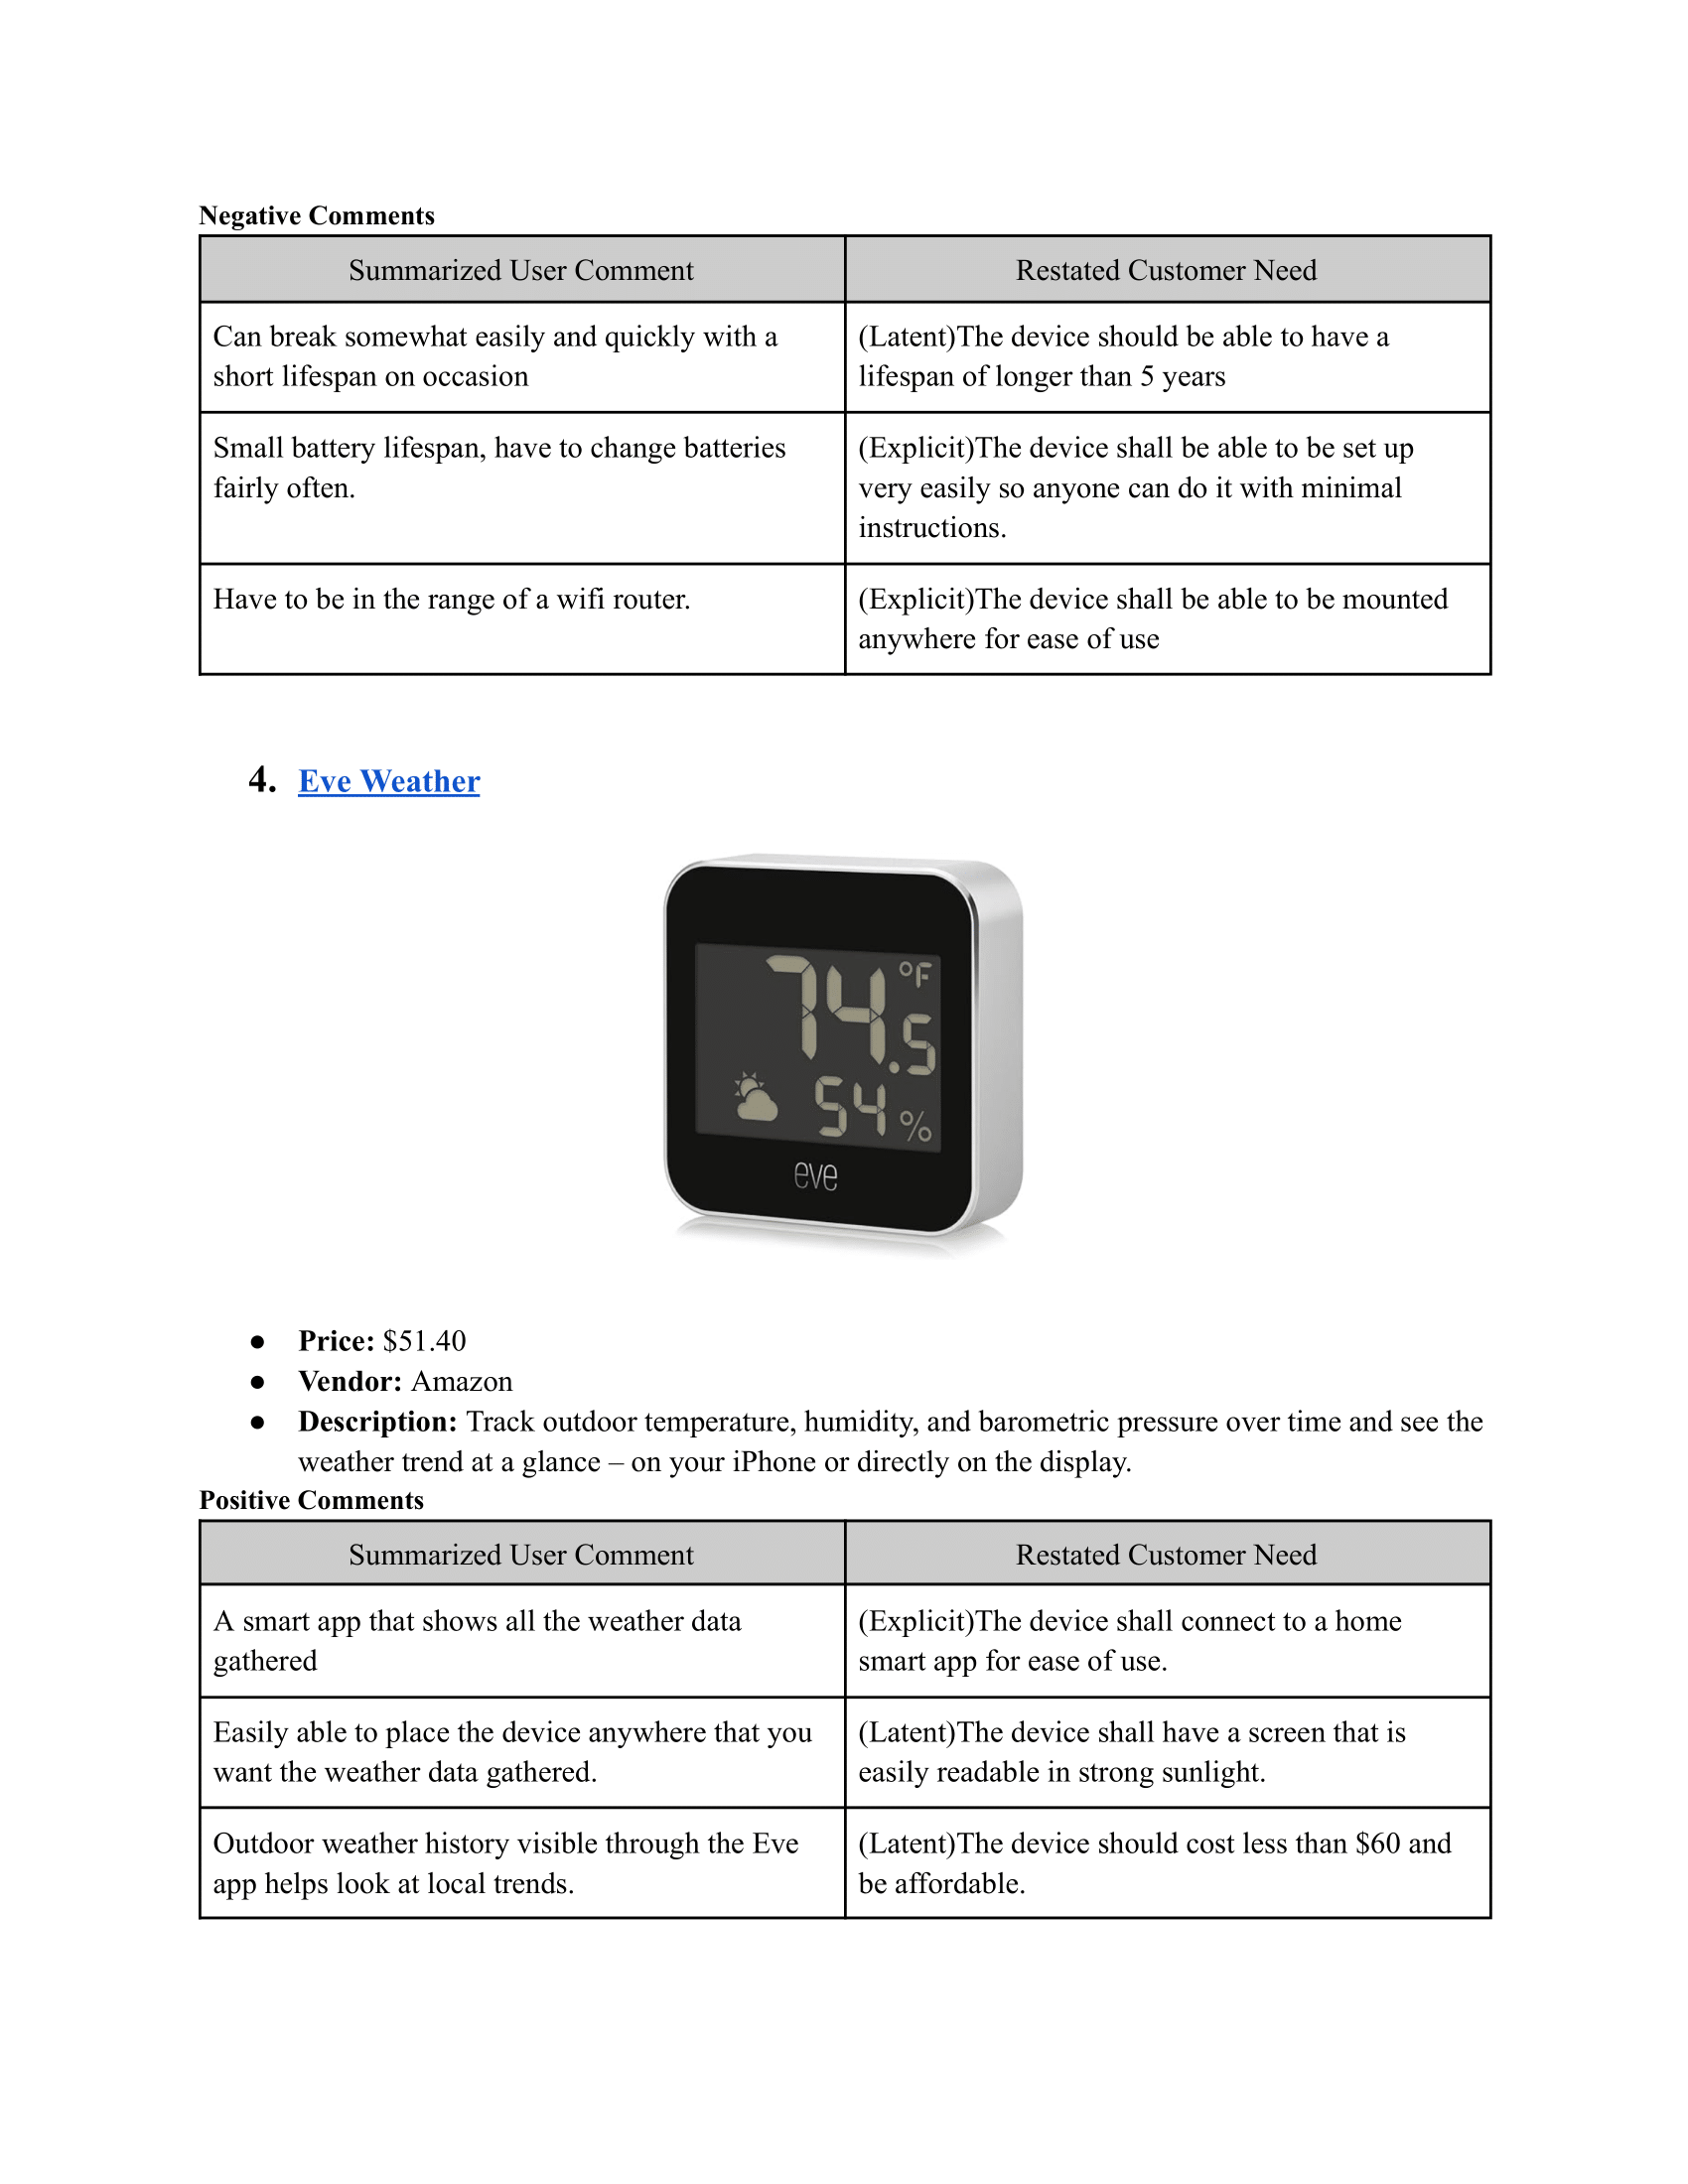 Negative Comments
Summarized User Comment
Restated Customer Need
Can break somewhat easily and quickly with a
short lifespan on occasion
(Latent)The device should be able to have a
lifespan of longer than 5 years
Small battery lifespan, have to change batteries
fairly often.
(Explicit)The device shall be able to be set up
very easily so anyone can do it with minimal
instructions.
Have to be in the range of a wifi router.
(Explicit)The device shall be able to be mounted
anywhere for ease of use
4. Eve Weather
74.5 °F
54 %
eve
● Price: $51.40
● Vendor: Amazon
● Description: Track outdoor temperature, humidity, and barometric pressure over time and see the
weather trend at a glance – on your iPhone or directly on the display.
Positive Comments
Summarized User Comment
Restated Customer Need
A smart app that shows all the weather data
gathered
(Explicit)The device shall connect to a home
smart app for ease of use.
Easily able to place the device anywhere that you
want the weather data gathered.
(Latent)The device shall have a screen that is
easily readable in strong sunlight.
Outdoor weather history visible through the Eve
app helps look at local trends.
(Latent)The device should cost less than $60 and
be affordable.